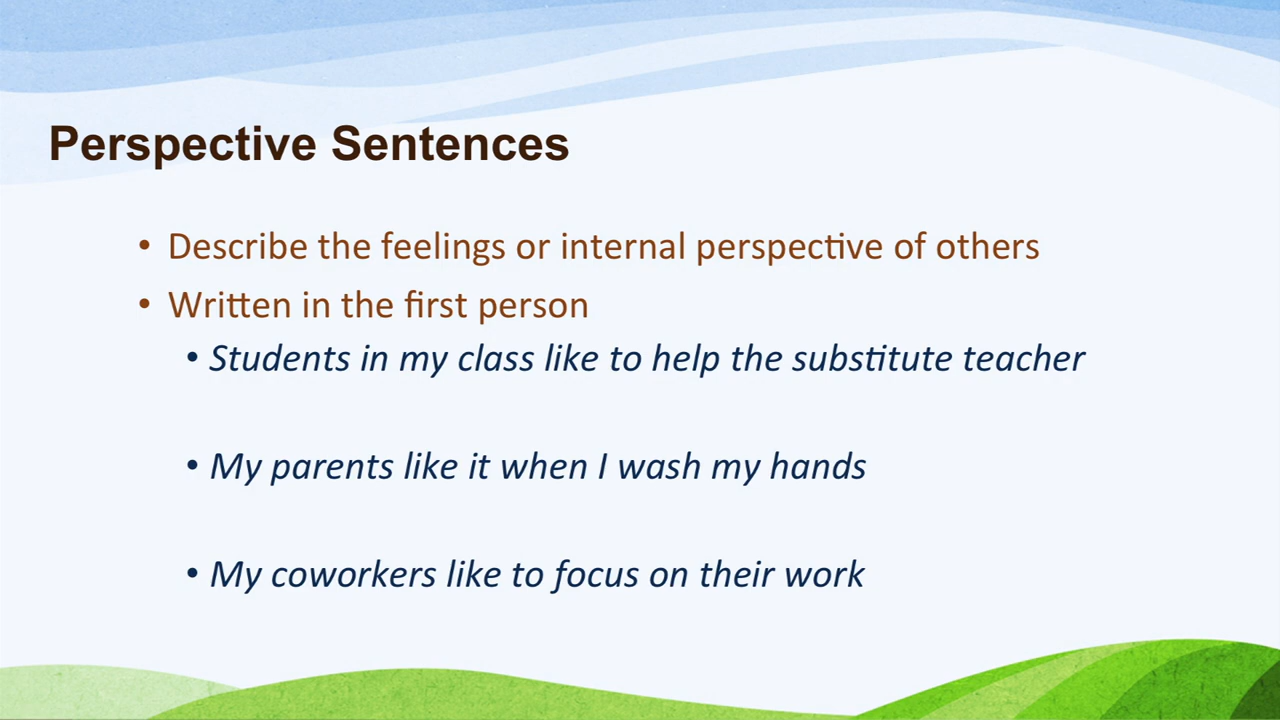 Perspective Sentences
• Describe the feelings or internal perspective of others
• Written in the first person
• Students in my class like to help the substitute teacher
• My parents like it when I wash my hands
• My coworkers like to focus on their work